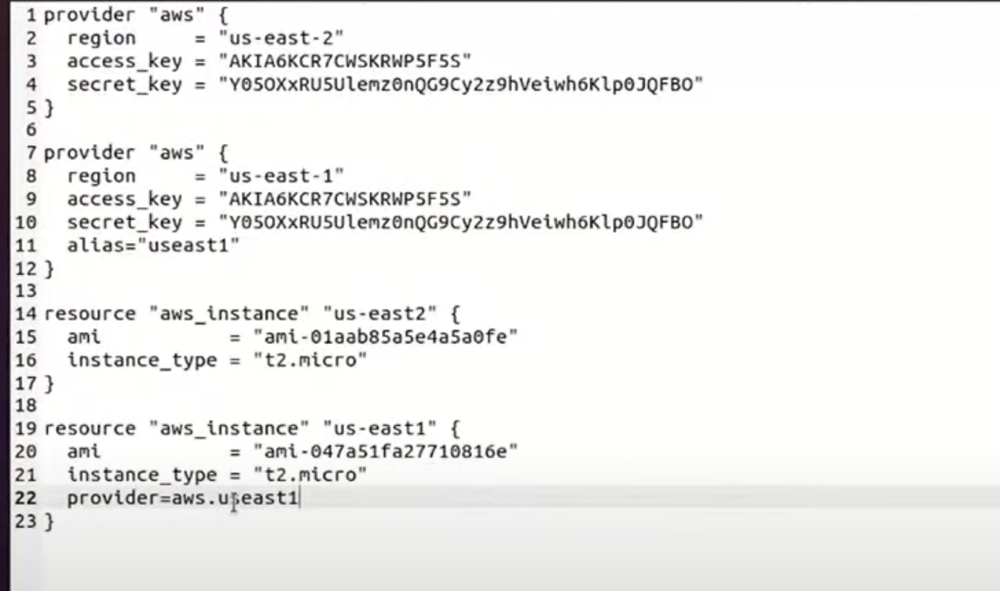 1 provider "aws" {
2   region     = "us-east-2"
3   access_key = "AKIA6KCR7CWSKRWP5F5S"
4   secret_key = "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"
5 }
6
7 provider "aws" {
8   region     = "us-east-1"
9   access_key = "AKIA6KCR7CWSKRWP5F5S"
10   secret_key = "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"
11   alias="useast1"
12 }
13
14 resource "aws_instance" "us-east2" {
15   ami           = "ami-01aab85a5e4a5a0fe"
16   instance_type = "t2.micro"
17 }
18
19 resource "aws_instance" "us-east1" {
20   ami           = "ami-047a51fa27710816e"
21   instance_type = "t2.micro"
22   provider=aws.useast1
23 }